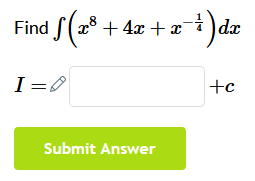 Find ∫(x^8 + 4x + x^{-1/4})dx
I =
+c
Submit Answer